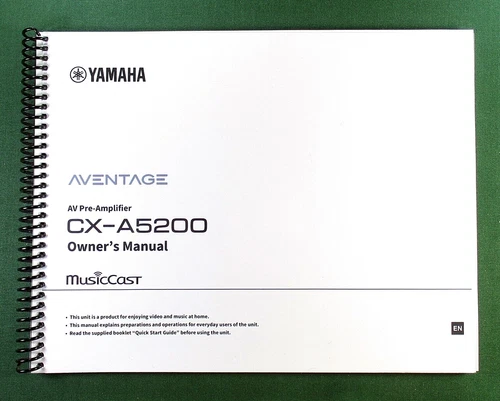 YAMAHA
AVENTAGE
AV Pre-Amplifier
CX-A5200
Owner's Manual
MusicCast
• This unit is a product for enjoying video and music at home.
• This manual explains preparations and operations for everyday users of the unit.
• Read the supplied booklet “Quick Start Guide” before using the unit.
EN